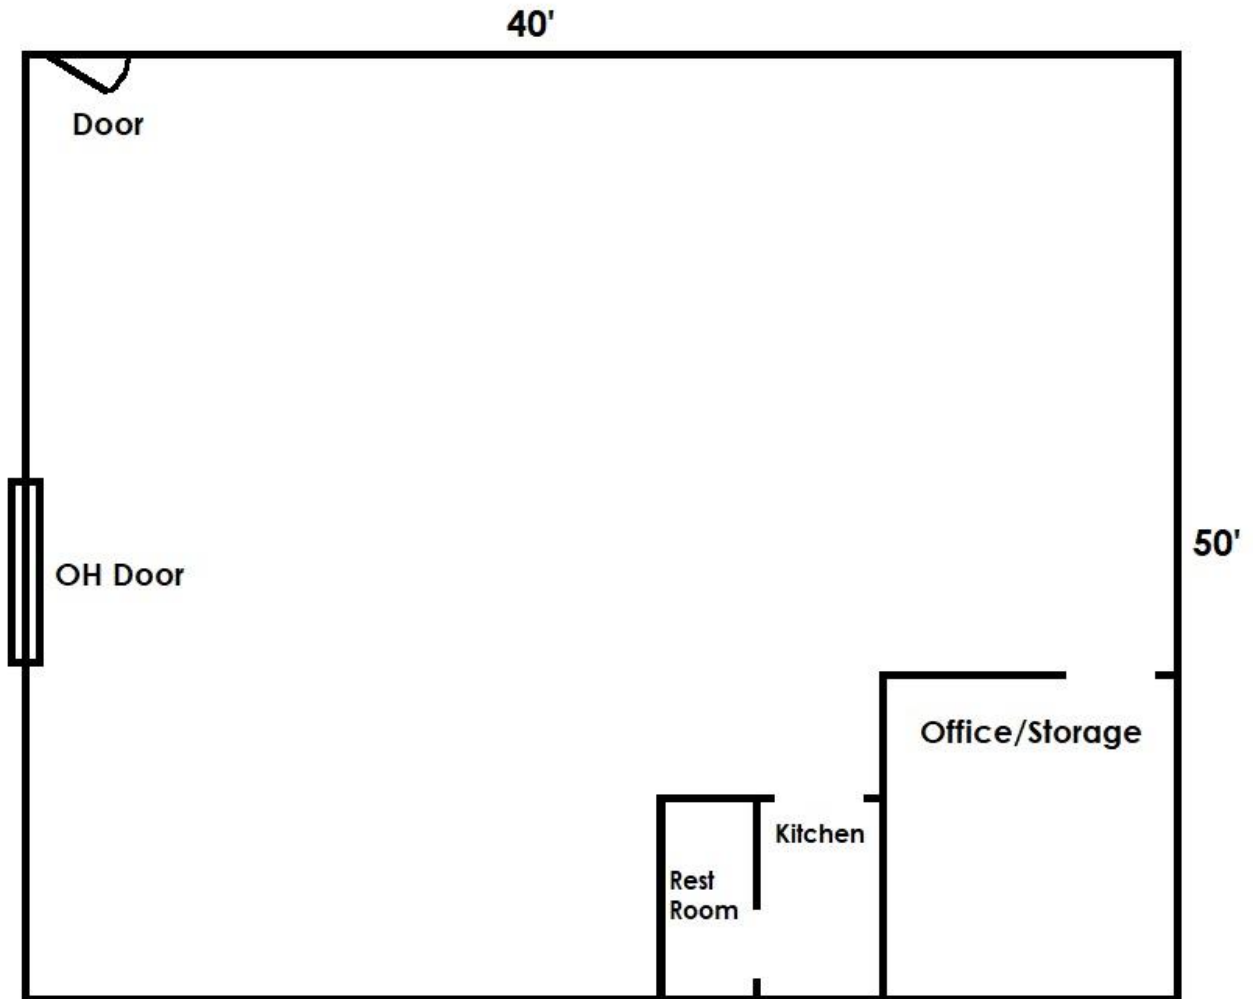 40'
Door
50'
OH Door
Office/Storage
Kitchen
Rest
Room